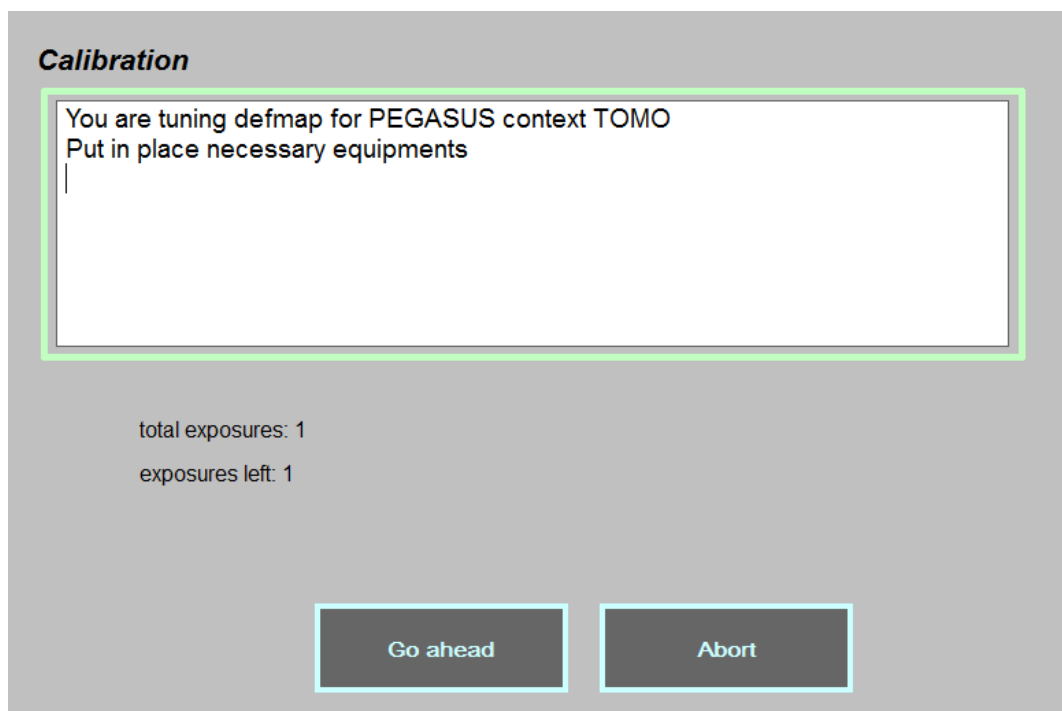 Calibration
You are tuning defmap for PEGASUS context TOMO
Put in place necessary equipments
total exposures: 1
exposures left: 1
Go ahead
Abort